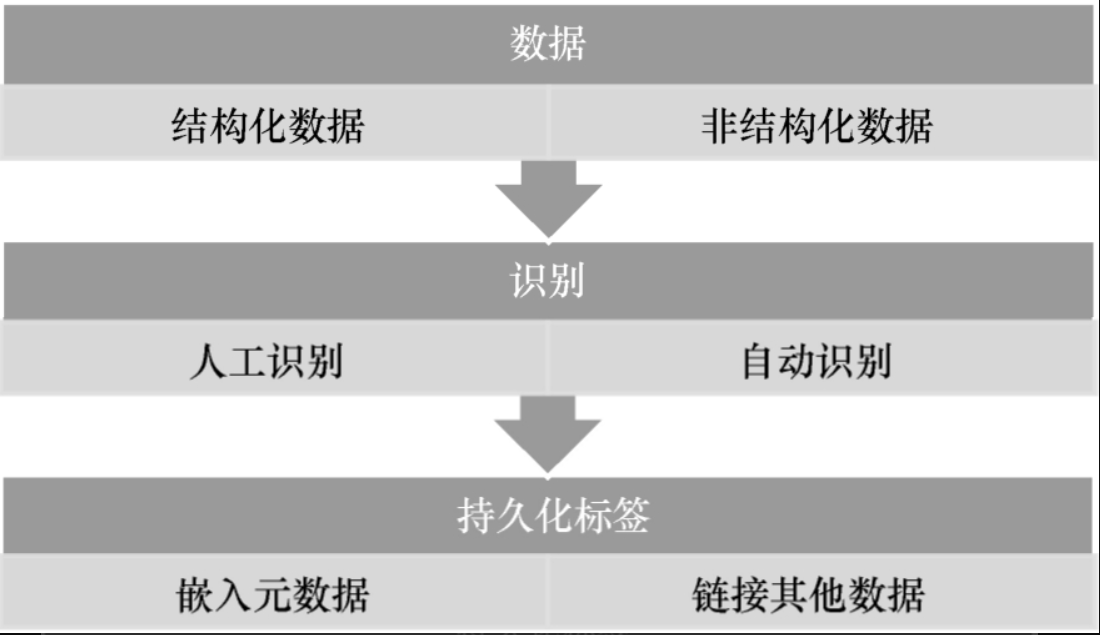 数据
结构化数据 非结构化数据
识别
人工识别 自动识别
持久化标签
嵌入元数据 链接其他数据